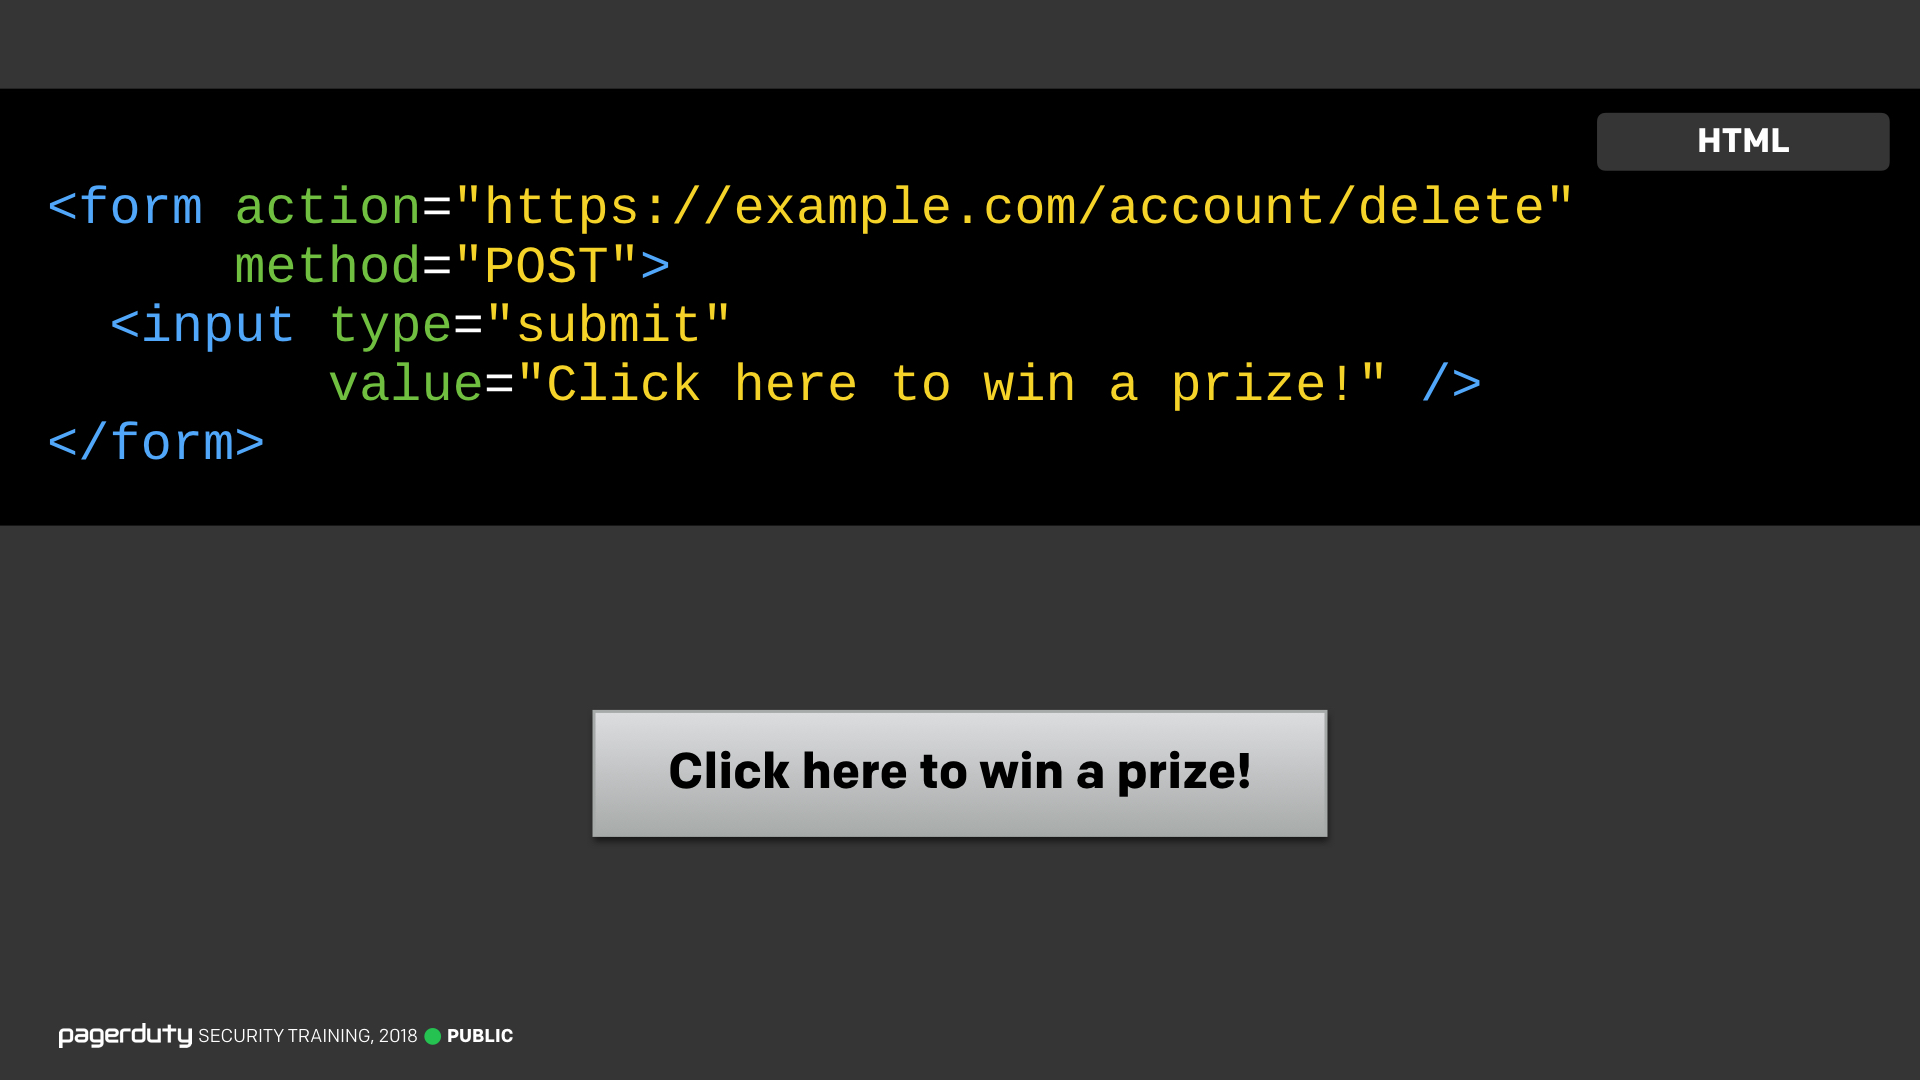 HTML
<form action="https://example.com/account/delete"
      method="POST">
  <input type="submit"
         value="Click here to win a prize!" />
</form>
Click here to win a prize!
pagerduty SECURITY TRAINING, 2018 PUBLIC